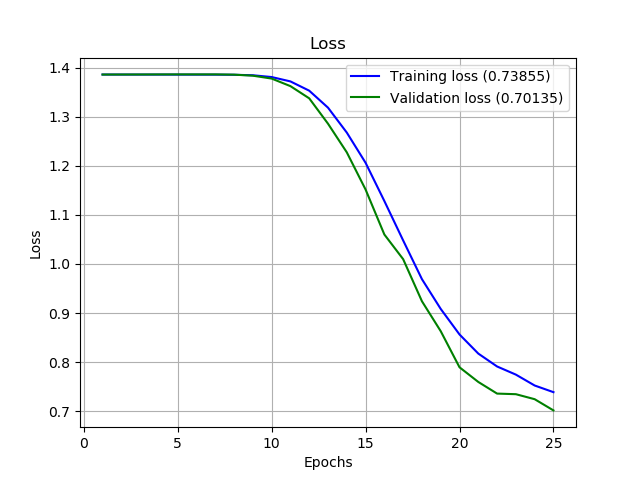 Loss
Training loss (0.73855)
Validation loss (0.70135)
1.4
1.3
1.2
1.1
1.0
0.9
0.8
0.7
Loss
0 5 10 15 20 25
Epochs